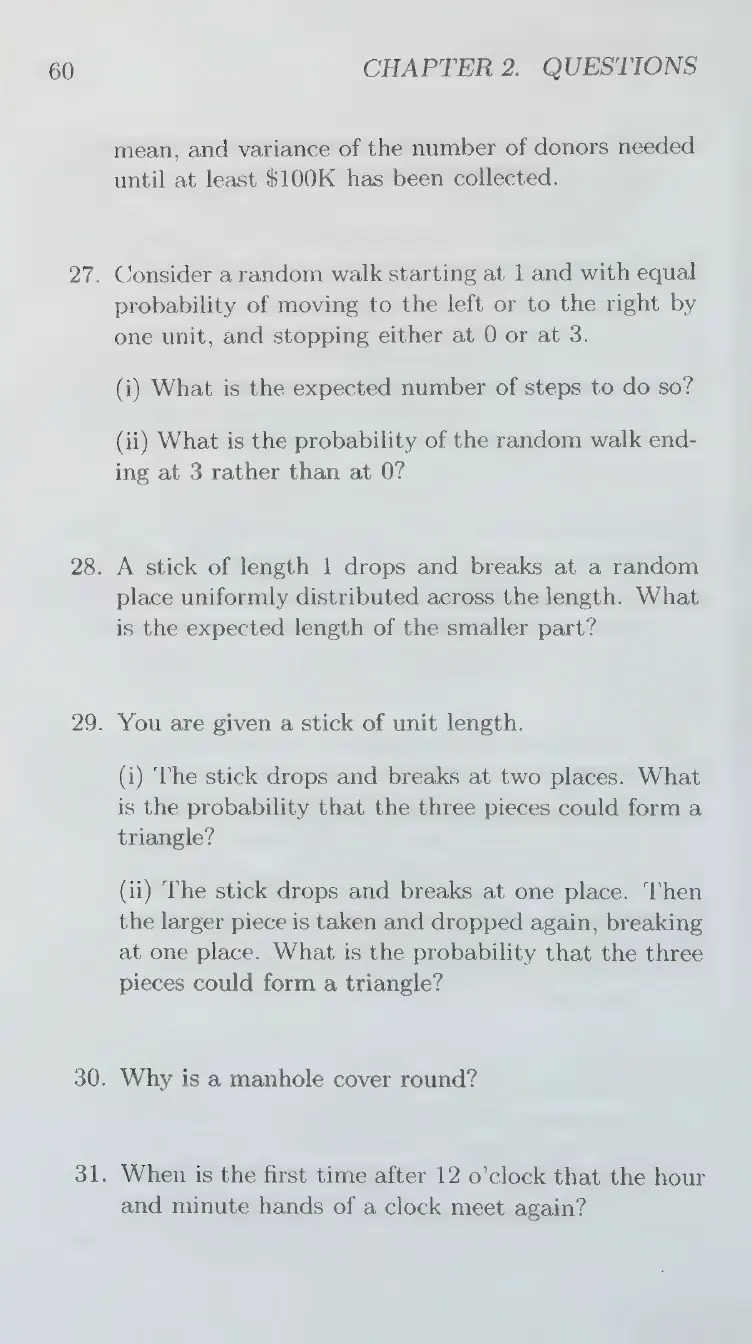 60 CHAPTER 2. QUESTIONS
mean, and variance of the number of donors needed
until at least $100K has been collected.
27. Consider a random walk starting at 1 and with equal
probability of moving to the left or to the right by
one unit, and stopping either at 0 or at 3.
(i) What is the expected number of steps to do so?
(ii) What is the probability of the random walk end-
ing at 3 rather than at 0?
28. A stick of length 1 drops and breaks at a random
place uniformly distributed across the length. What
is the expected length of the smaller part?
29. You are given a stick of unit length.
(i) The stick drops and breaks at two places. What
is the probability that the three pieces could form a
triangle?
(ii) The stick drops and breaks at one place. Then
the larger piece is taken and dropped again, breaking
at one place. What is the probability that the three
pieces could form a triangle?
30. Why is a manhole cover round?
31. When is the first time after 12 o'clock that the hour
and minute hands of a clock meet again?